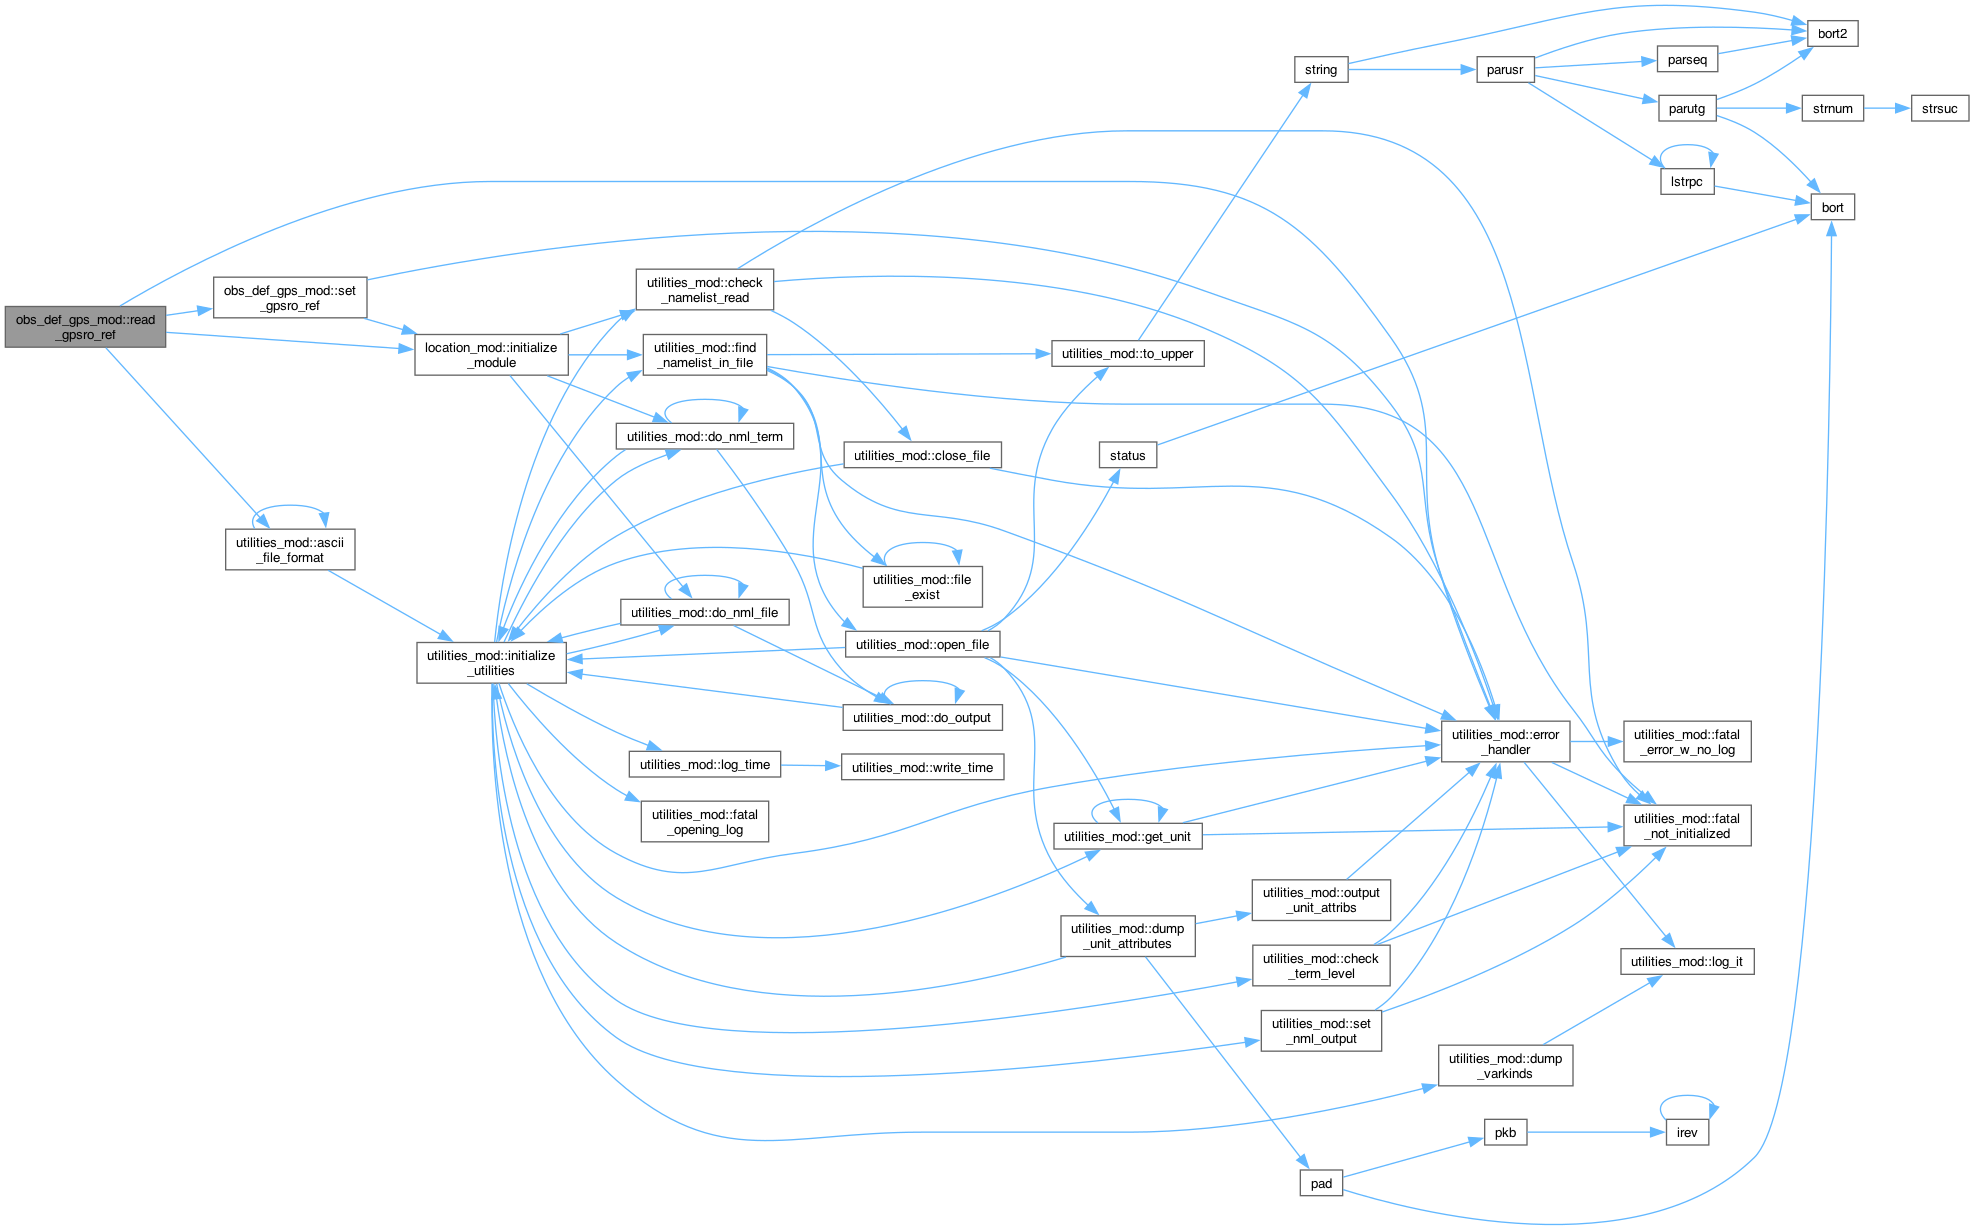 bort2
parseq
string
parusr
parutg
strnum
strsuc
lstrpc
bort
obs_def_gps_mod::set
_gpsro_ref
utilities_mod::check
_namelist_read
obs_def_gps_mod::read
_gpsro_ref
location_mod::initialize
_module
utilities_mod::find
_namelist_in_file
utilities_mod::to_upper
utilities_mod::do_nml_term
utilities_mod::close_file
status
utilities_mod::ascii
_file_format
utilities_mod::file
_exist
utilities_mod::do_nml_file
utilities_mod::open_file
utilities_mod::initialize
_utilities
utilities_mod::do_output
utilities_mod::error
_handler
utilities_mod::fatal
_error_w_no_log
utilities_mod::log_time
utilities_mod::write_time
utilities_mod::fatal
_opening_log
utilities_mod::get_unit
utilities_mod::fatal
_not_initialized
utilities_mod::output
_unit_attribs
utilities_mod::dump
_unit_attributes
utilities_mod::check
_term_level
utilities_mod::log_it
utilities_mod::set
_nml_output
utilities_mod::dump
_varkinds
pkb
irev
pad